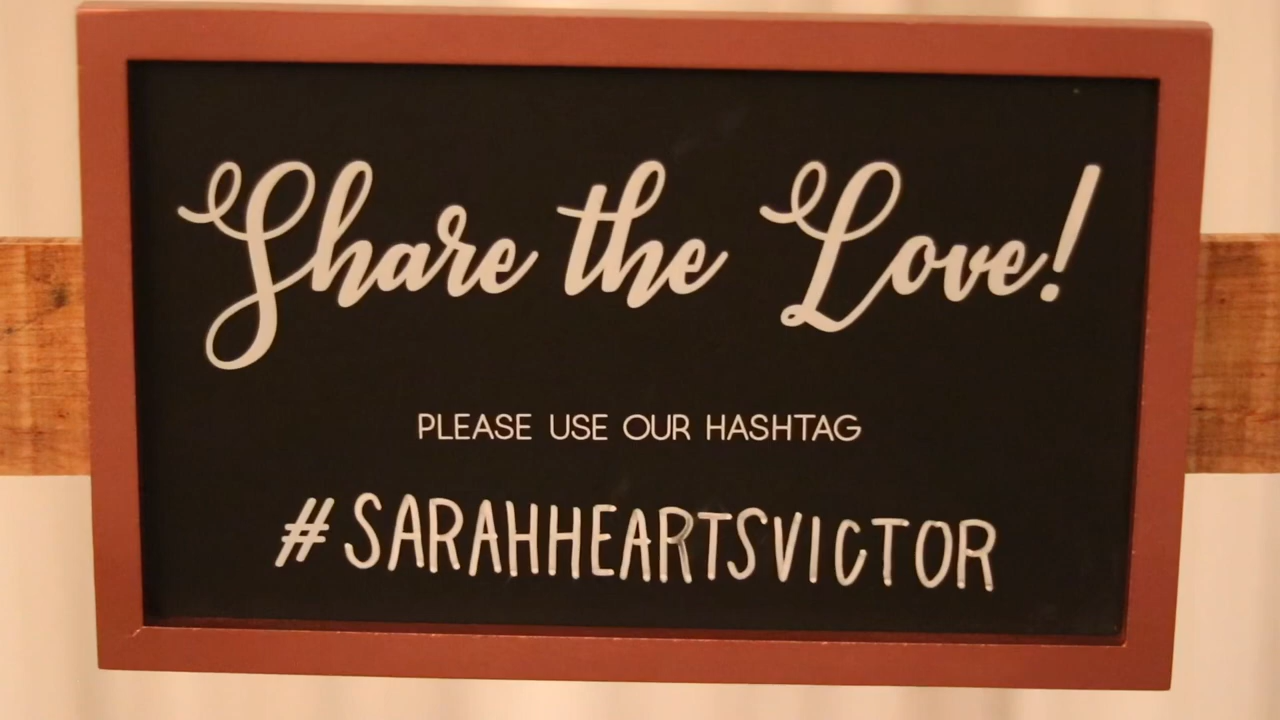 Share the Love!
PLEASE USE OUR HASHTAG
#SARAHHEARTSVICTOR